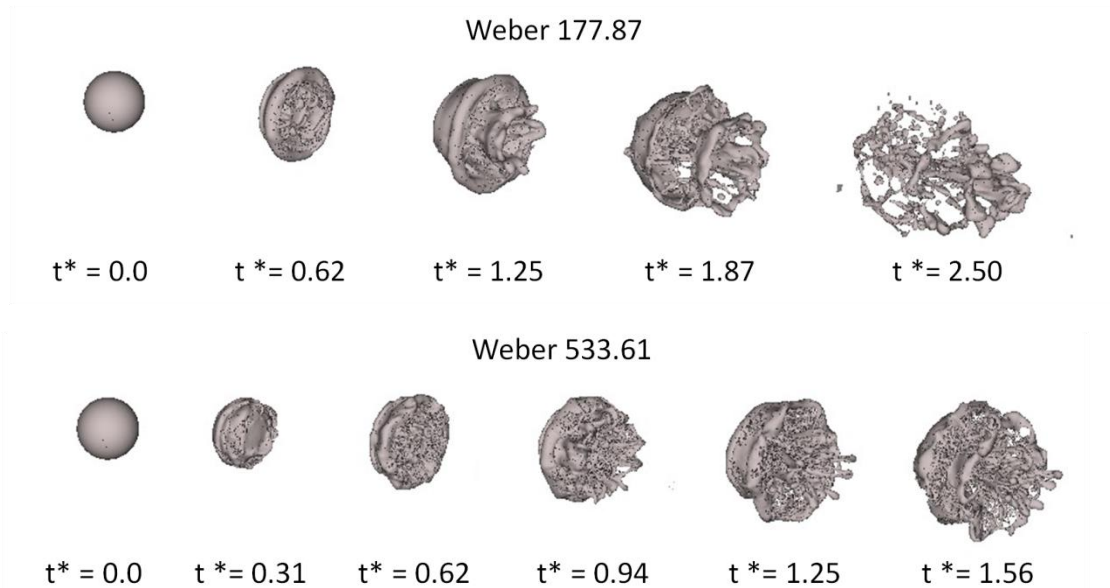 Weber 177.87
t* = 0.0 t *= 0.62 t* = 1.25 t* = 1.87 t *= 2.50
Weber 533.61
t* = 0.0 t *= 0.31 t* = 0.62 t* = 0.94 t *= 1.25 t *= 1.56